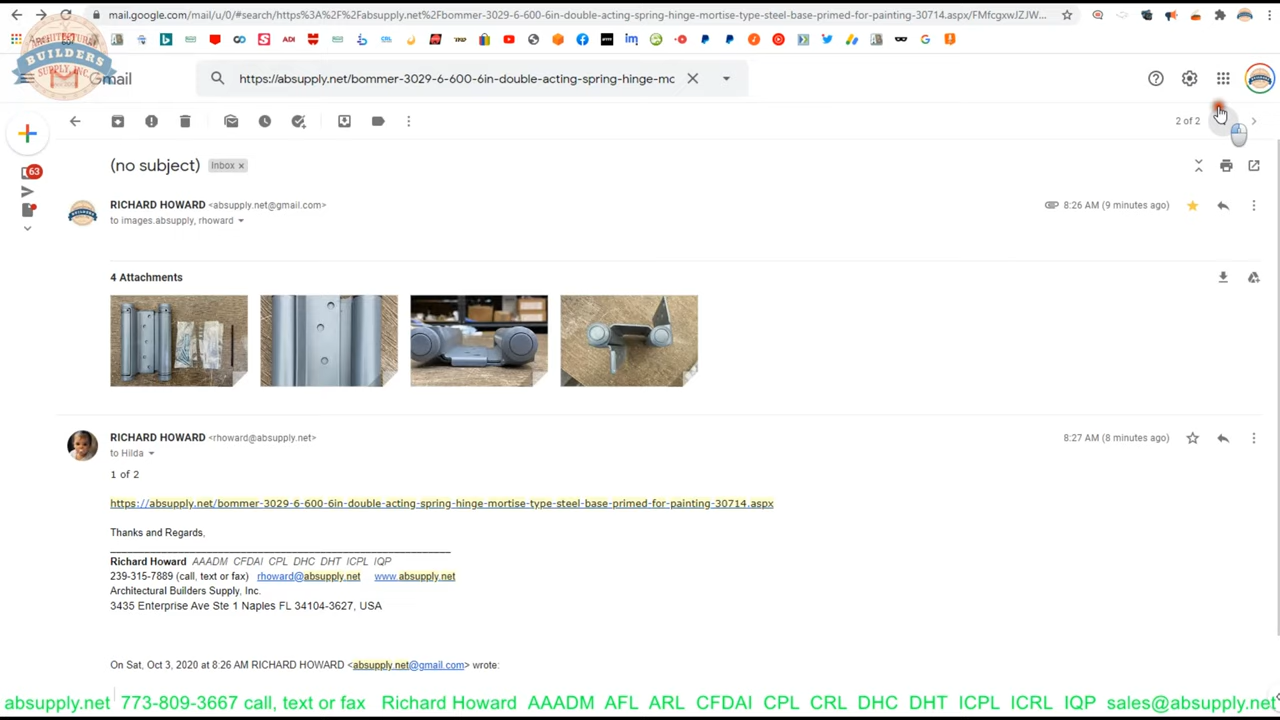 mail.google.com/mail/u/0/#search/https%3A%2F%2Fabsupply.net%2Fbommer-3029-6-600-6in-double-acting-spring-hinge-mortise-type-steel-base-primed-for-painting-30714.aspx/FMfcgxwJZJW...
ARCHITECTURAL
BUILDERS
SUPPLY, INC.
Gmail
https://absupply.net/bommer-3029-6-600-6in-double-acting-spring-hinge-mo
2 of 2
63
(no subject) Inbox x
RICHARD HOWARD <absupply.net@gmail.com> 8:26 AM (9 minutes ago)
to images.absupply, rhoward
4 Attachments
RICHARD HOWARD <rhoward@absupply.net> 8:27 AM (8 minutes ago)
to Hilda
1 of 2
https://absupply.net/bommer-3029-6-600-6in-double-acting-spring-hinge-mortise-type-steel-base-primed-for-painting-30714.aspx
Thanks and Regards,
Richard Howard AAADM CFDAI CPL DHC DHT ICPL IQP
239-315-7889 (call, text or fax) rhoward@absupply.net www.absupply.net
Architectural Builders Supply, Inc.
3435 Enterprise Ave Ste 1 Naples FL 34104-3627, USA
On Sat, Oct 3, 2020 at 8:26 AM RICHARD HOWARD <absupply.net@gmail.com> wrote:
absupply.net 773-809-3667 call, text or fax Richard Howard AAADM AFL ARL CFDAI CPL CRL DHC DHT ICPL ICRL IQP sales@absupply.net